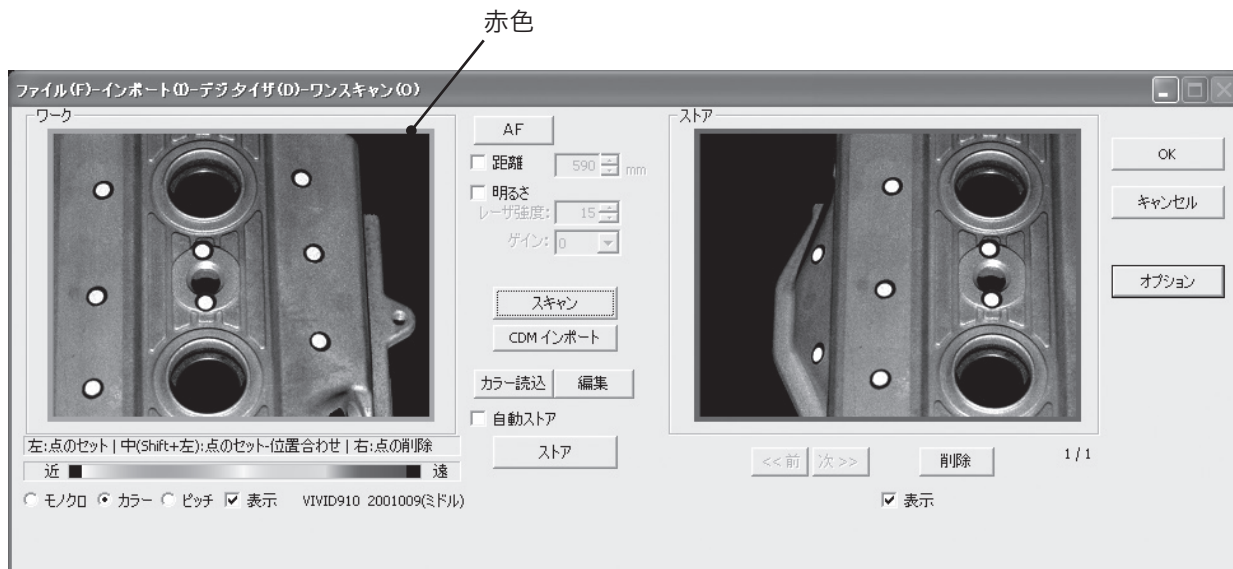 赤色
ファイル(F)-インポート(I)-デジタイザ(D)-ワンスキャン(O)
ワーク
AF
距離 590 mm
明るさ
レーザ強度: 15
ゲイン: 0
スキャン
CDM インポート
カラー読込 編集
自動ストア
ストア
左:点のセット | 中(Shift+左):点のセット-位置合わせ | 右:点の削除
近 遠
モノクロ カラー ピッチ 表示 VIVID910 2001009(ミドル)
ストア
<<前 次>> 削除 1 / 1
表示
OK
キャンセル
オプション